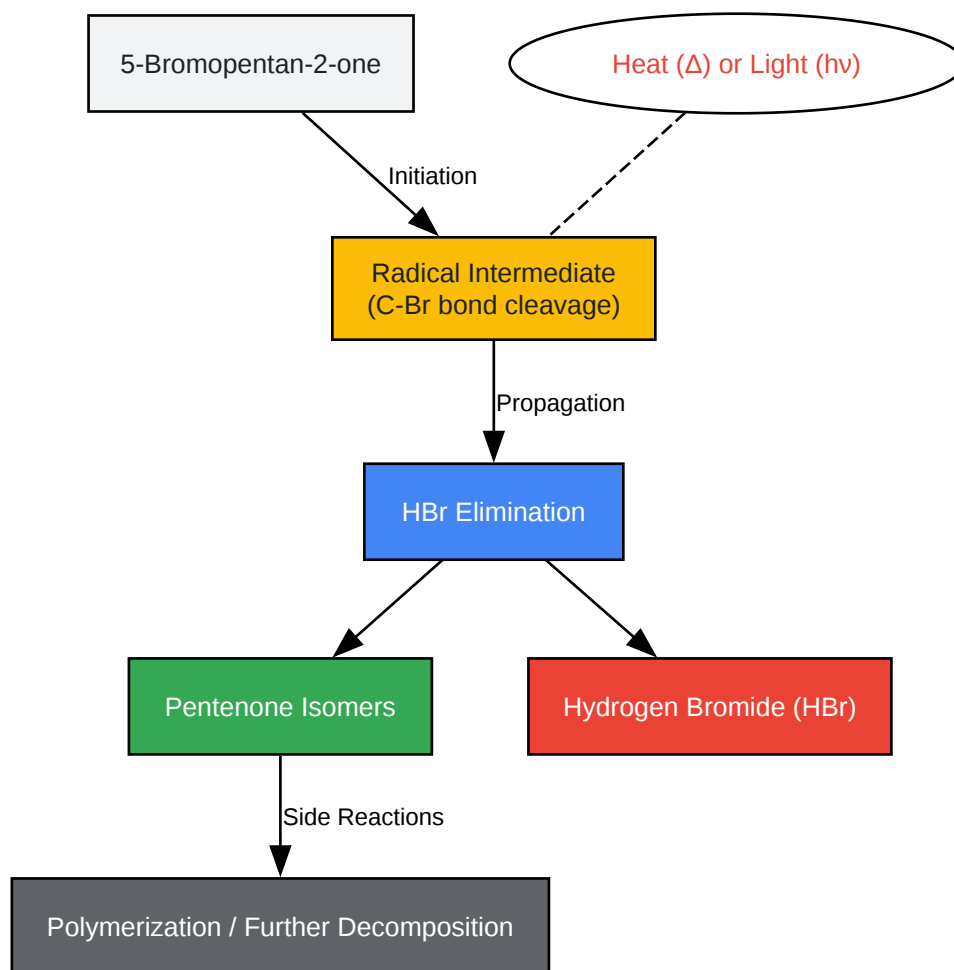 5-Bromopentan-2-one
Heat (Δ) or Light (hν)
Initiation
Radical Intermediate
(C-Br bond cleavage)
Propagation
HBr Elimination
Pentenone Isomers
Hydrogen Bromide (HBr)
Side Reactions
Polymerization / Further Decomposition